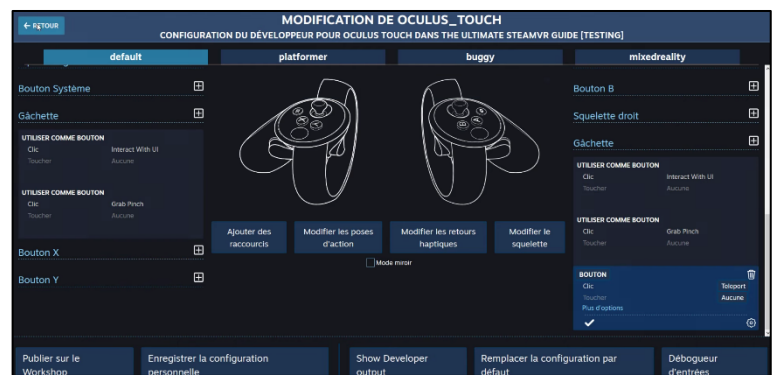 ← RETOUR
MODIFICATION DE OCULUS_TOUCH
CONFIGURATION DU DÉVELOPPEUR POUR OCULUS TOUCH DANS THE ULTIMATE STEAMVR GUIDE [TESTING]
default
platformer
buggy
mixedreality
Bouton Système
Gâchette
UTILISER COMME BOUTON
Clic Interact With UI
Toucher Aucune
UTILISER COMME BOUTON
Clic Grab Pinch
Toucher Aucune
Bouton X
Bouton Y
Ajouter des
raccourcis
Modifier les poses
d'action
Modifier les retours
haptiques
Modifier le
squelette
Mode miroir
Bouton B
Squelette droit
Gâchette
UTILISER COMME BOUTON
Clic Interact With UI
Toucher Aucune
UTILISER COMME BOUTON
Clic Grab Pinch
Toucher Aucune
BOUTON
Clic Teleport
Toucher Aucune
Plus d'options
Publier sur le
Workshop
Enregistrer la configuration
personnelle
Show Developer
output
Remplacer la configuration par
défaut
Débogueur
d'entrées